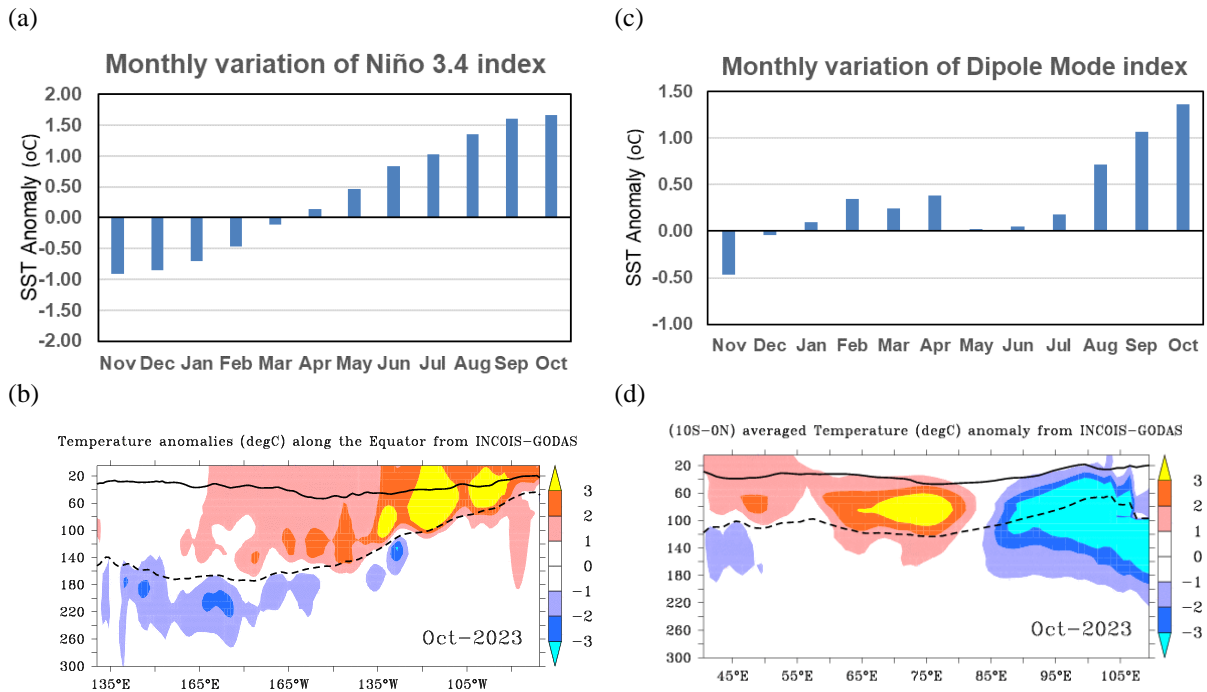 (a)
Monthly variation of Niño 3.4 index
SST Anomaly (oC)
2.00
1.50
1.00
0.50
0.00
-0.50
-1.00
-1.50
-2.00
Nov Dec Jan Feb Mar Apr May Jun Jul Aug Sep Oct
(c)
Monthly variation of Dipole Mode index
SST Anomaly (oC)
1.50
1.00
0.50
0.00
-0.50
-1.00
Nov Dec Jan Feb Mar Apr May Jun Jul Aug Sep Oct
(b)
Temperature anomalies (degC) along the Equator from INCOIS-GODAS
20
60
100
140
180
220
260
300
135°E 165°E 165°W 135°W 105°W
Oct-2023
3
2
1
0
-1
-2
-3
(d)
(10S-0N) averaged Temperature (degC) anomaly from INCOIS-GODAS
20
60
100
140
180
220
260
300
45°E 55°E 65°E 75°E 85°E 95°E 105°E
Oct-2023
3
2
1
0
-1
-2
-3